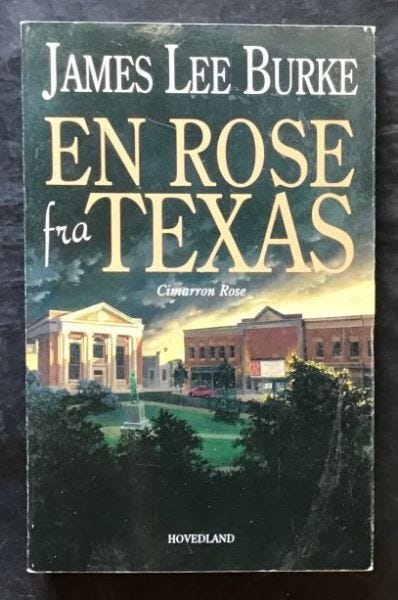 JAMES LEE BURKE
EN ROSE
fra TEXAS
Cimarron Rose
HOVEDLAND